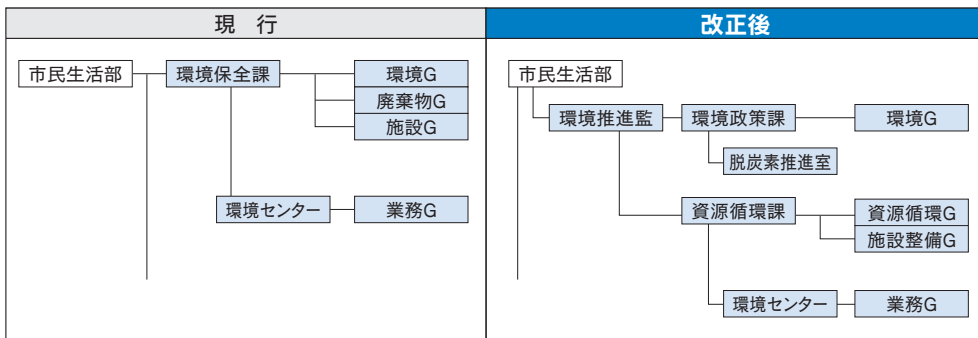 現 行
市民生活部
環境保全課
環境G
廃棄物G
施設G
環境センター
業務G
改正後
市民生活部
環境推進監
環境政策課
環境G
脱炭素推進室
資源循環課
資源循環G
施設整備G
環境センター
業務G